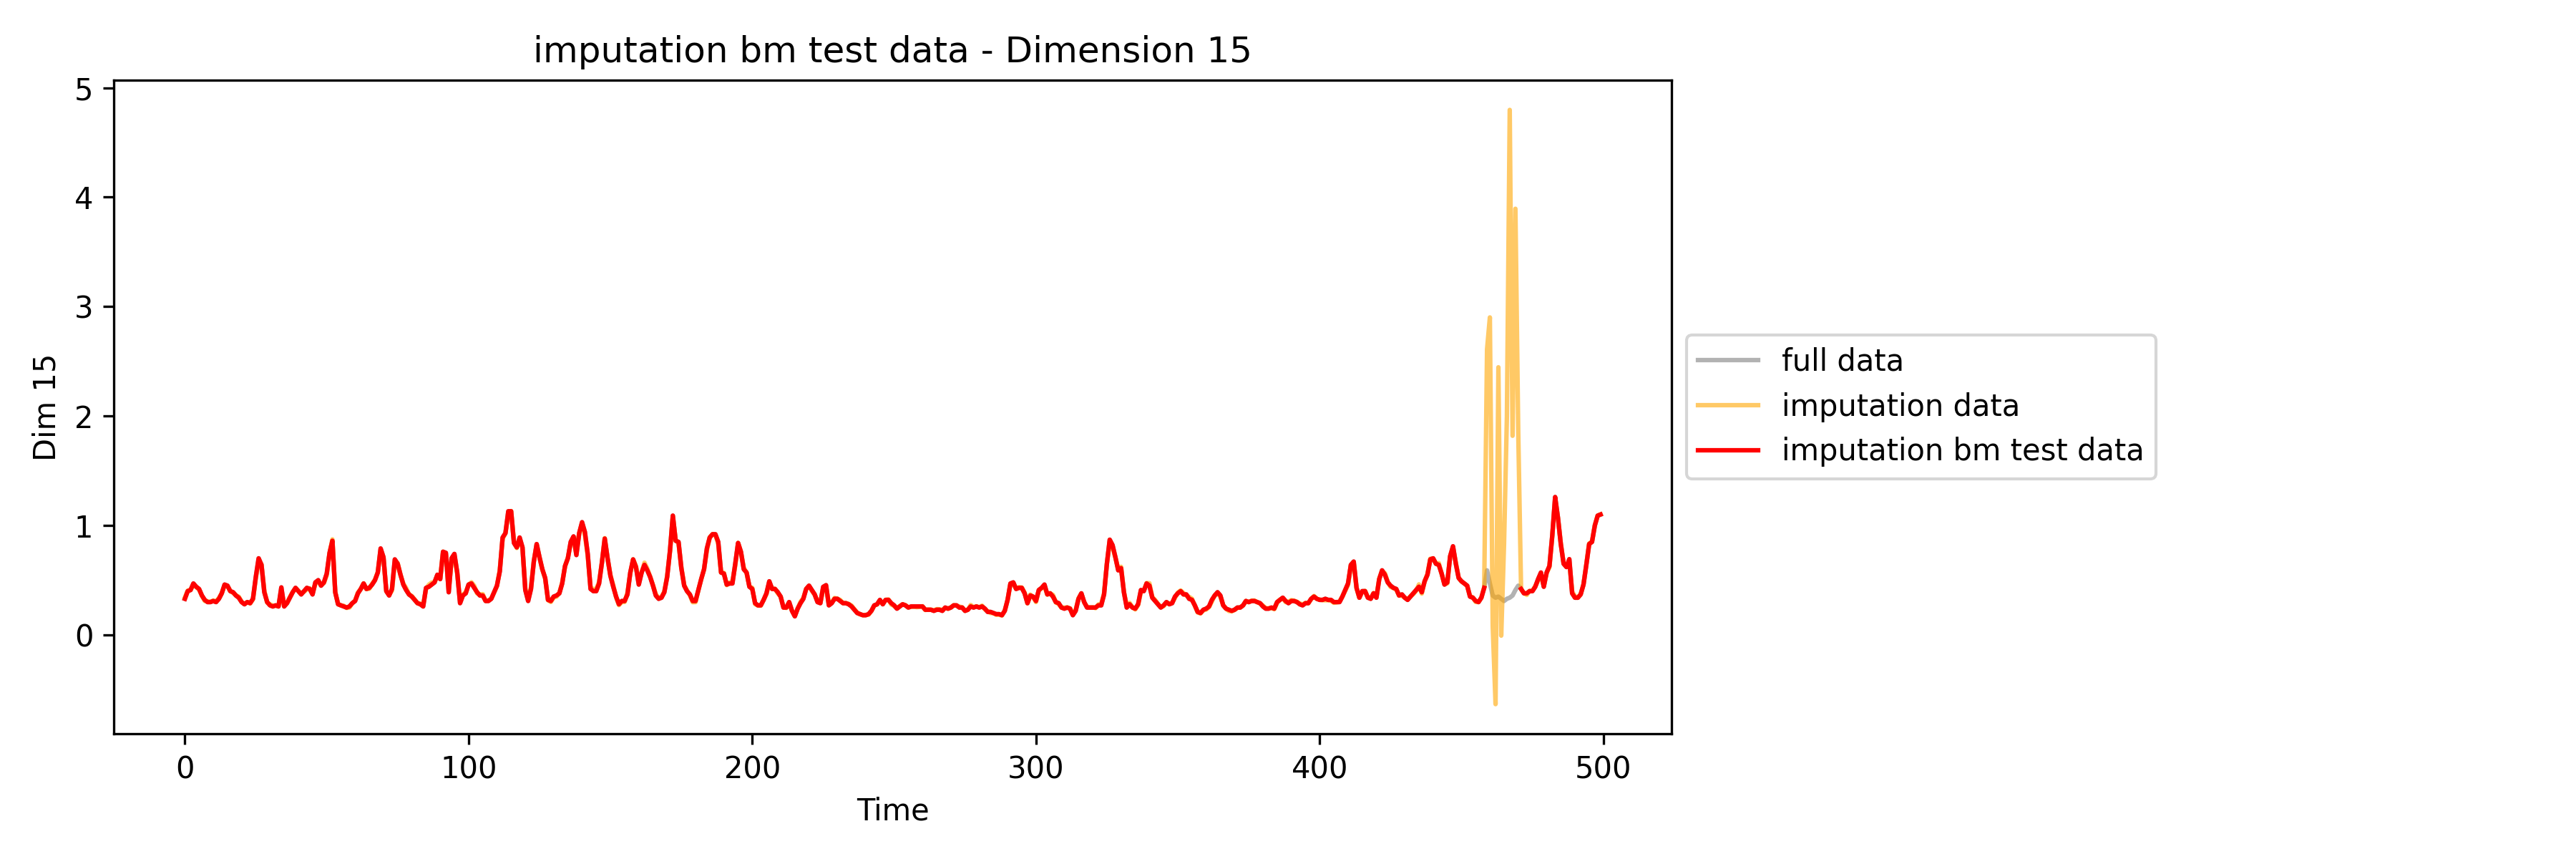 imputation bm test data - Dimension 15
5
4
3
2
1
0
Dim 15
0 100 200 300 400 500
Time
full data
imputation data
imputation bm test data